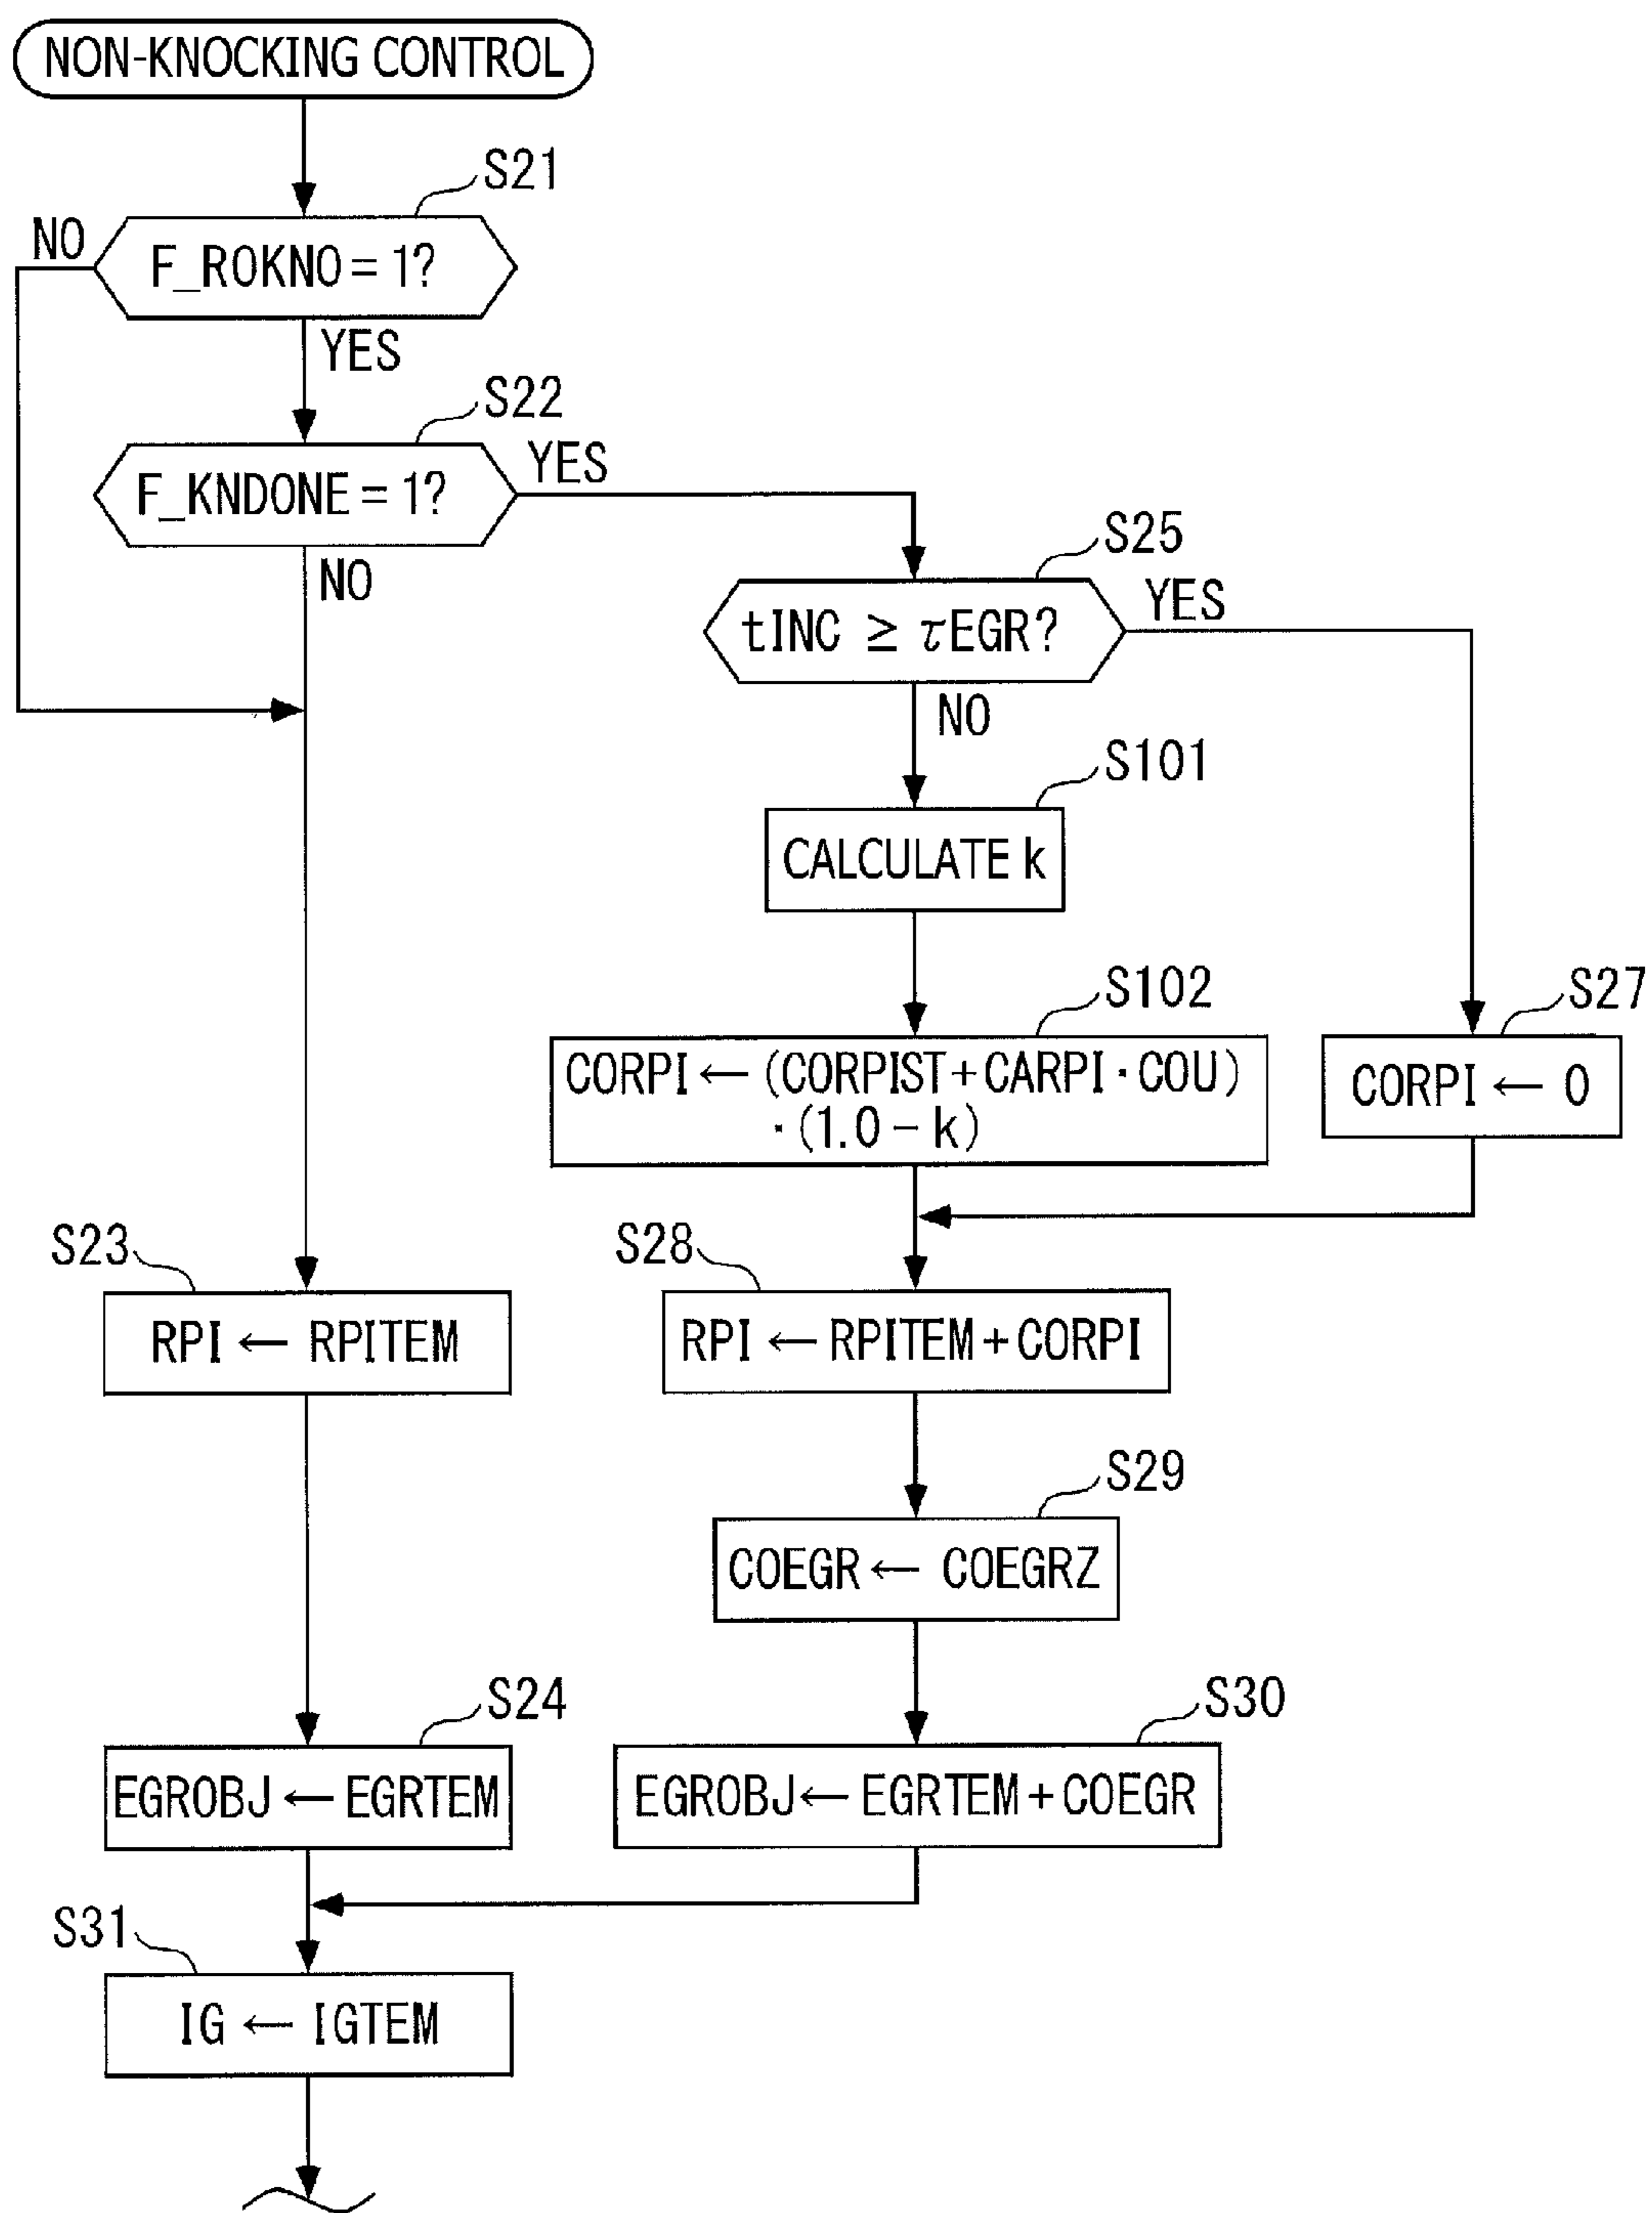 NON-KNOCKING CONTROL
S21
NO
F_ROKNO = 1?
YES
S22
F_KNDONE = 1?
YES
NO
S25
tINC ≥ τEGR?
YES
NO
S101
CALCULATE k
S102
CORPI ← (CORPIST + CARPI · COU)
· (1.0 - k)
S27
CORPI ← 0
S23
RPI ← RPITEM
S28
RPI ← RPITEM + CORPI
S29
COEGR ← COEGRZ
S24
EGROBJ ← EGRTEM
S30
EGROBJ ← EGRTEM + COEGR
S31
IG ← IGTEM